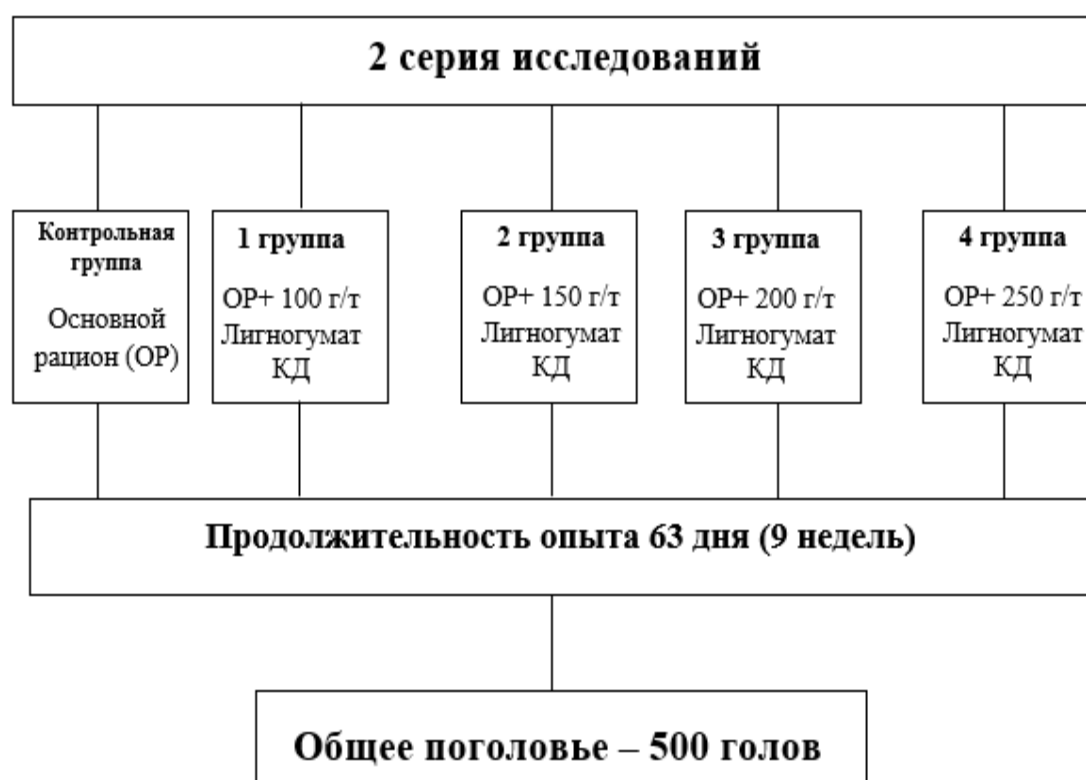 2 серия исследований
Контрольная
группа
Основной
рацион (ОР)
1 группа
ОР+ 100 г/т
Лигногумат
КД
2 группа
ОР+ 150 г/т
Лигногумат
КД
3 группа
ОР+ 200 г/т
Лигногумат
КД
4 группа
ОР+ 250 г/т
Лигногумат
КД
Продолжительность опыта 63 дня (9 недель)
Общее поголовье – 500 голов